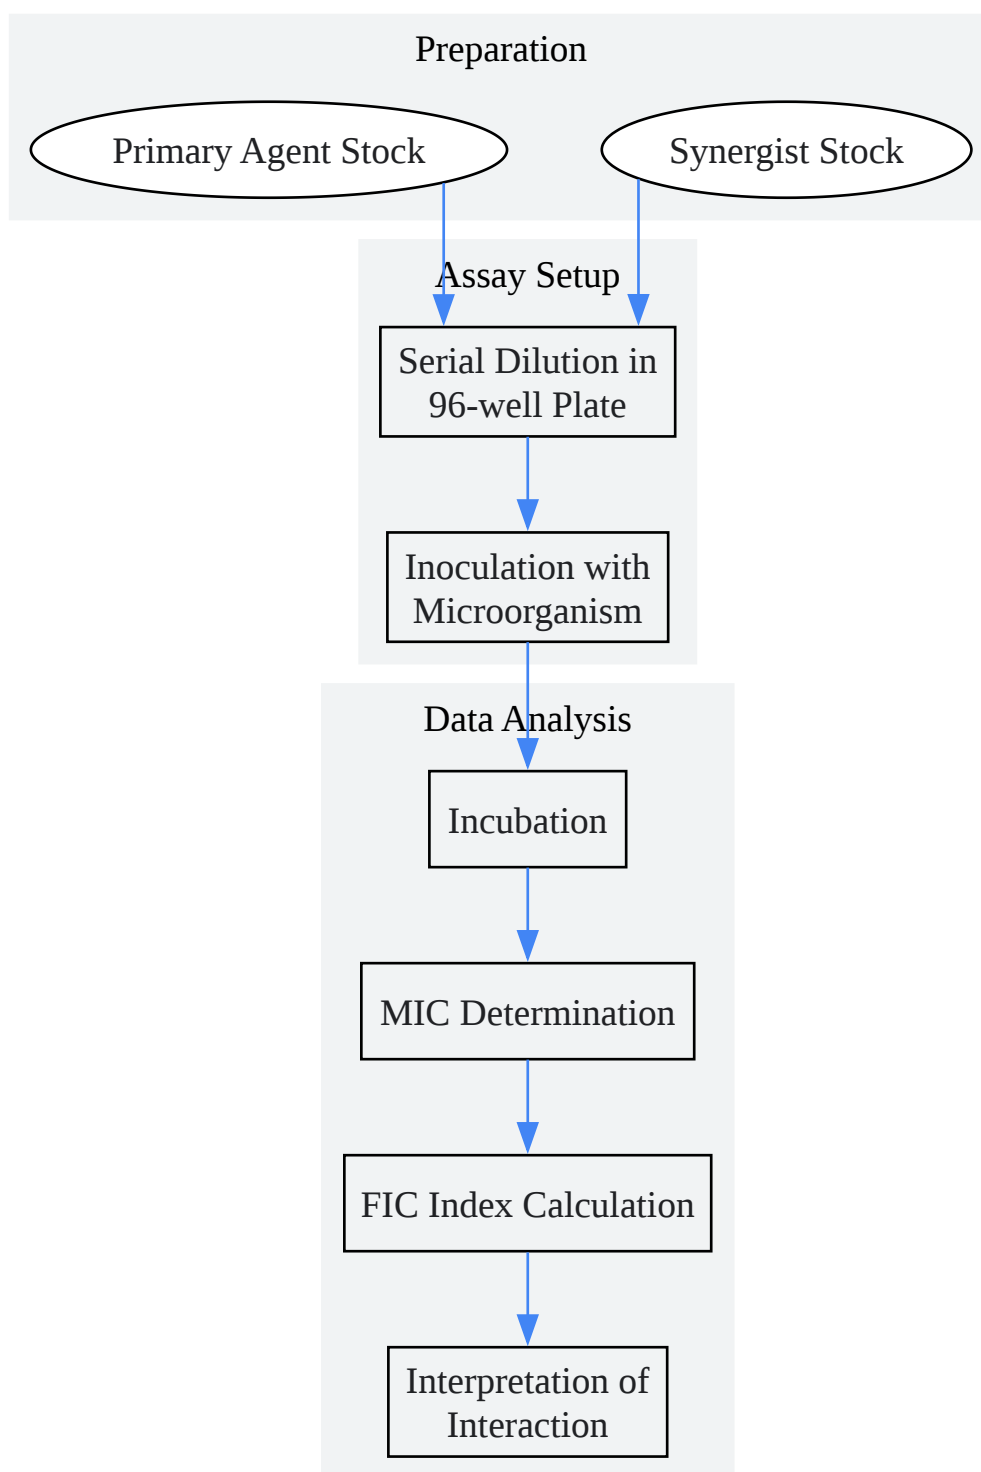 Preparation
Primary Agent Stock
Synergist Stock
Assay Setup
Serial Dilution in
96-well Plate
Inoculation with
Microorganism
Data Analysis
Incubation
MIC Determination
FIC Index Calculation
Interpretation of
Interaction